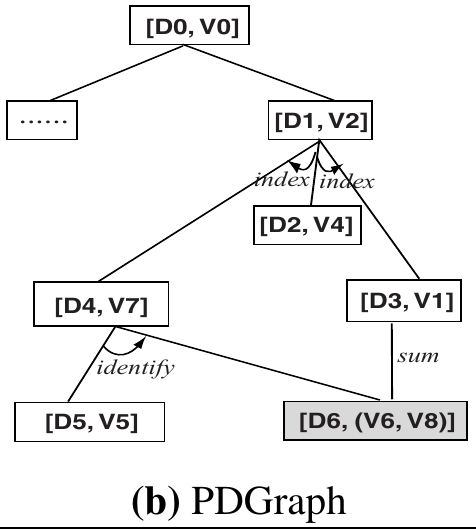 [D0, V0]
......
[D1, V2]
index index
[D2, V4]
[D4, V7]
[D3, V1]
identify
sum
[D5, V5]
[D6, (V6, V8)]
(b) PDGraph